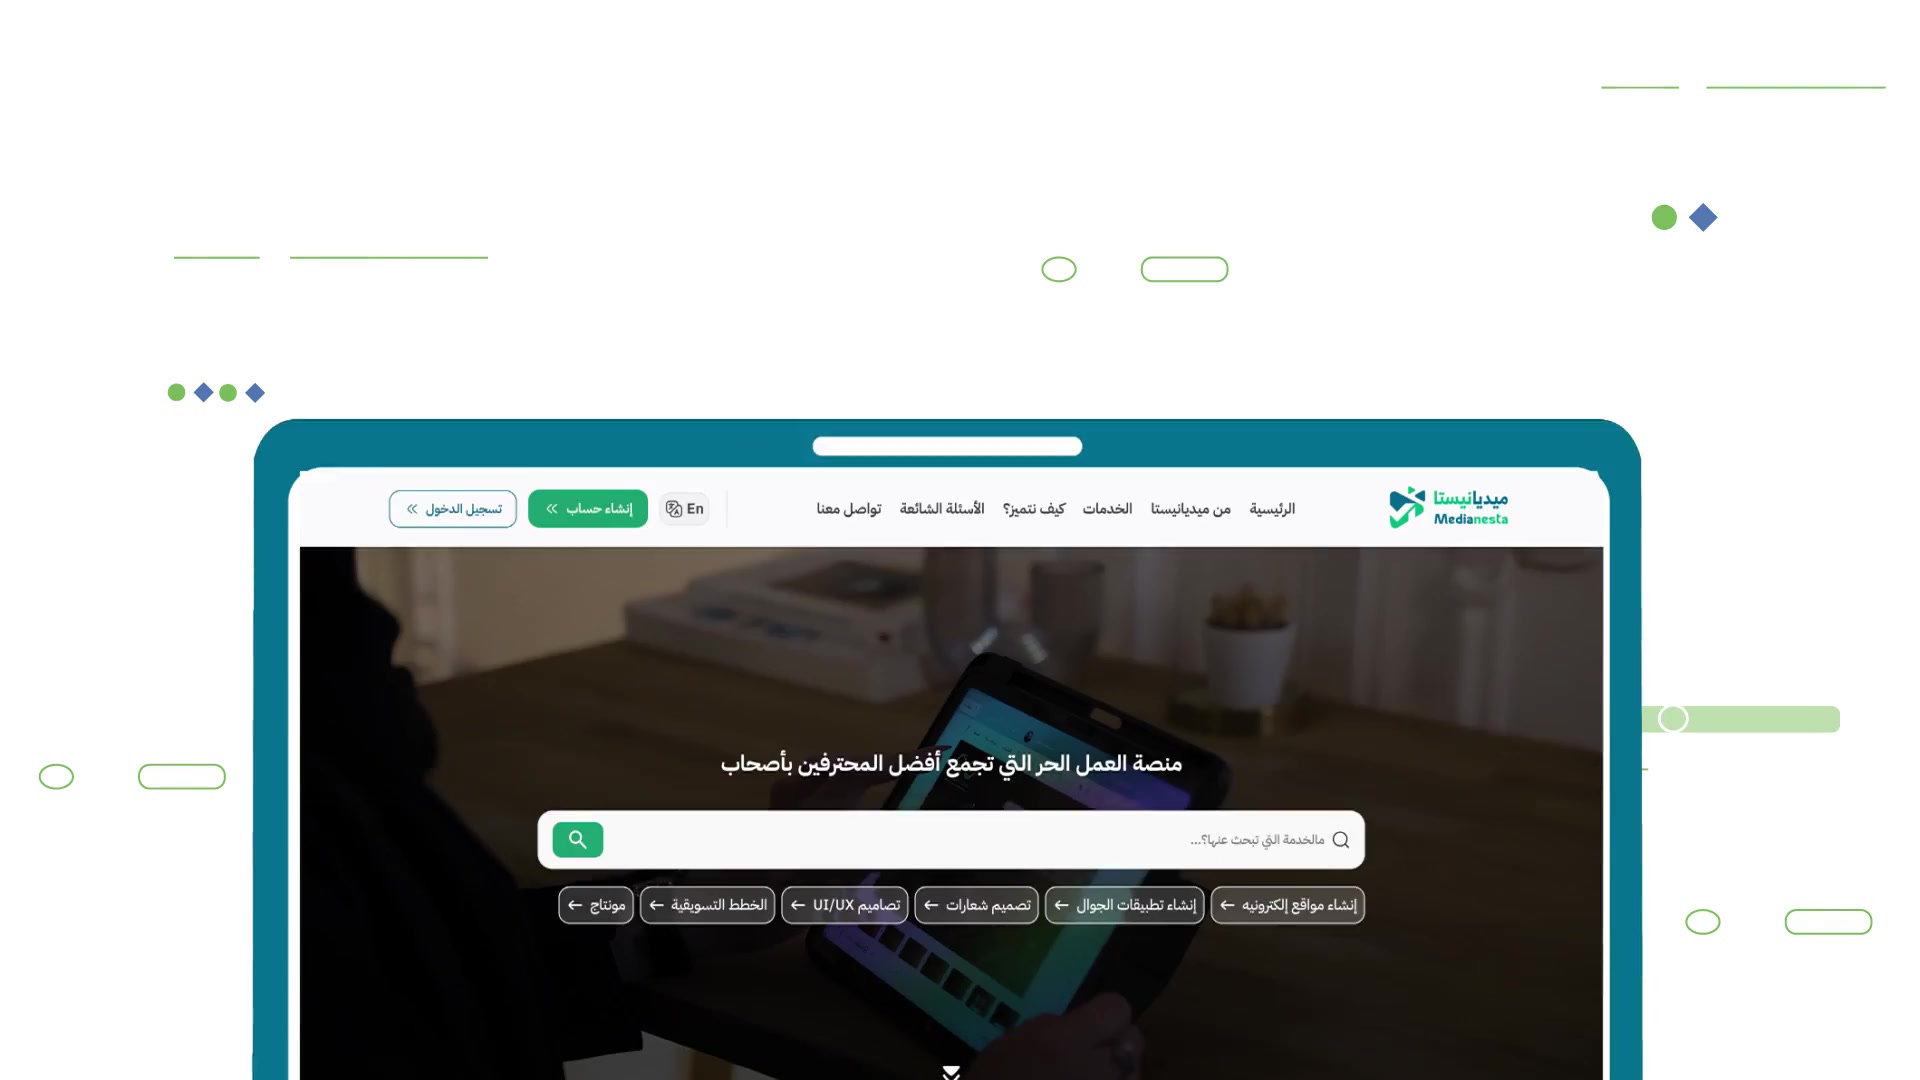 ميديانيستا
Medianesta
الرئيسية
من ميديانيستا
الخدمات
كيف نتميز؟
الأسئلة الشائعة
تواصل معنا
En
إنشاء حساب
تسجيل الدخول
منصة العمل الحر التي تجمع أفضل المحترفين بأصحاب
مالخدمة التي تبحث عنها؟...
إنشاء مواقع إلكترونيه
إنشاء تطبيقات الجوال
تصميم شعارات
تصاميم UI/UX
الخطط التسويقية
مونتاج